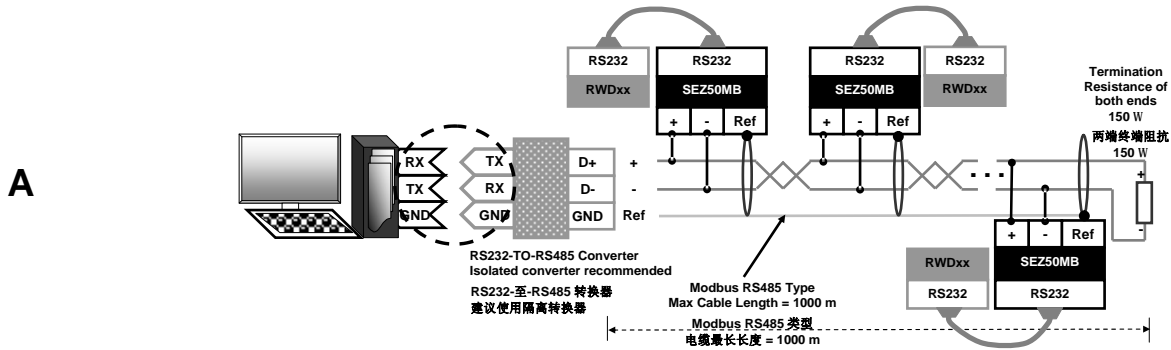 A
RS232
RWDxx
RS232
SEZ50MB
+ - Ref
RS232
SEZ50MB
+ - Ref
RS232
RWDxx
Termination
Resistance of
both ends
150 W
两端终端阻抗
150 W
+
-
RX
TX
GND
TX
RX
GND
D+
D-
GND
+
-
Ref
...
RS232-TO-RS485 Converter
Isolated converter recommended
RS232-至-RS485 转换器
建议使用隔离转换器
Modbus RS485 Type
Max Cable Length = 1000 m
Modbus RS485 类型
电缆最长长度 = 1000 m
+ - Ref
SEZ50MB
RS232
RWDxx
RS232